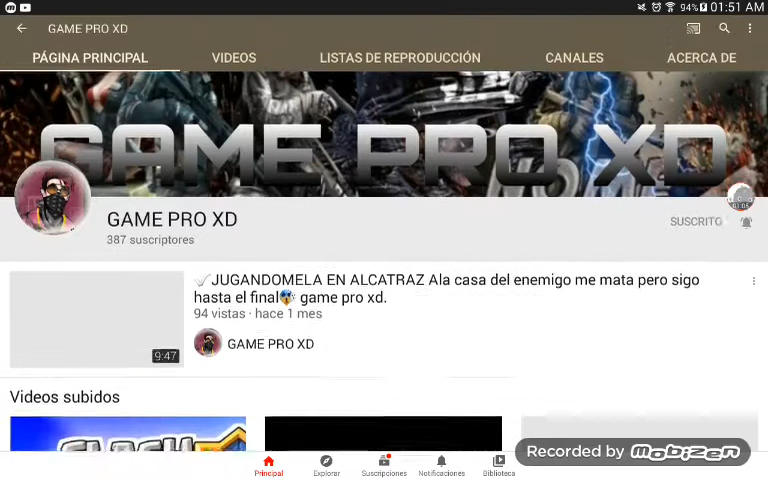 94% 01:51 AM
GAME PRO XD
PÁGINA PRINCIPAL VIDEOS LISTAS DE REPRODUCCIÓN CANALES ACERCA DE
GAME PRO XD
GAME PRO XD
387 suscriptores
SUSCRITO
01:05
✓JUGANDOMELA EN ALCATRAZ Ala casa del enemigo me mata pero sigo
hasta el final😱 game pro xd.
94 vistas · hace 1 mes
9:47
GAME PRO XD
Videos subidos
Recorded by mobizen
Principal Explorar Suscripciones Notificaciones Biblioteca